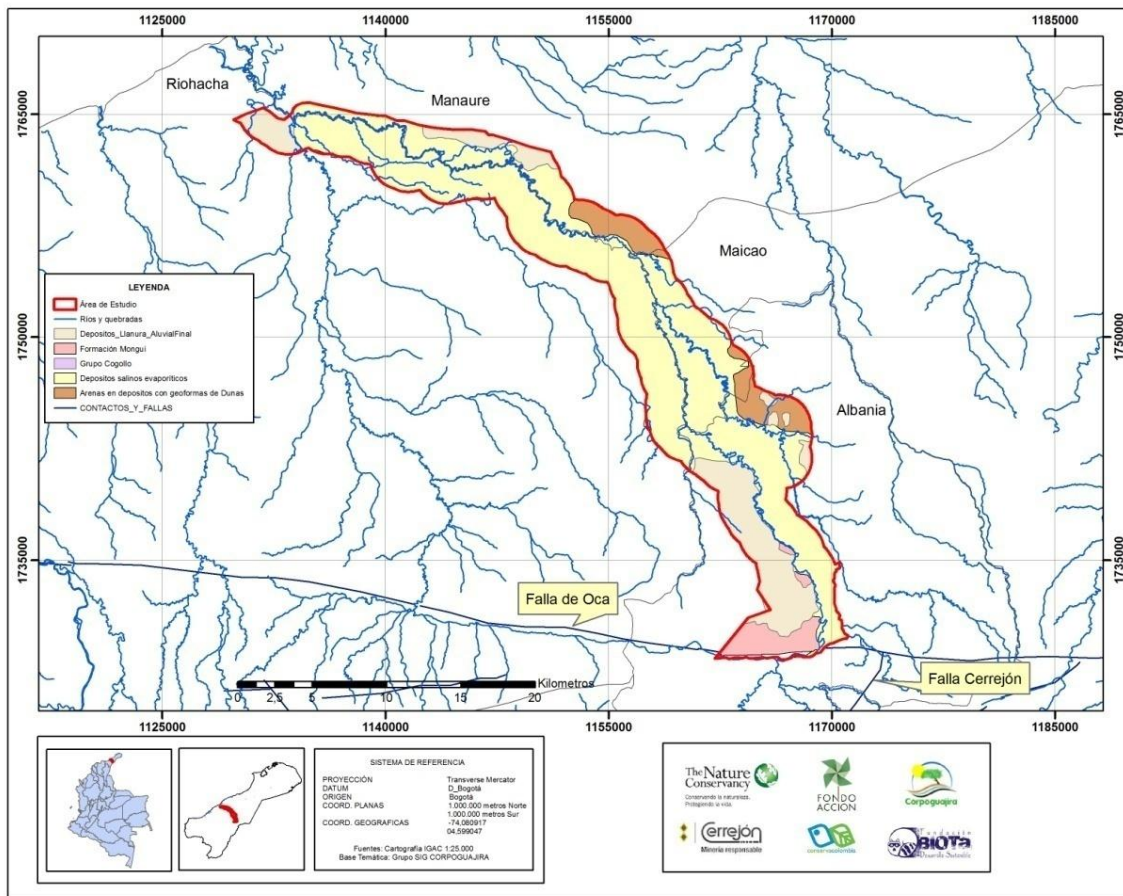 1125000 1140000 1155000 1170000 1185000
Riohacha
Manaure
1765000 1765000
Maicao
LEYENDA
Área de Estudio
Ríos y quebradas
Depositos_Llanura_AluvialFinal
Formación Mongui
Grupo Cogollo
Depositos salinos evaporíticos
Arenas en depositos con geoformas de Dunas
CONTACTOS_Y_FALLAS
1750000 1750000
Albania
1735000 1735000
Falla de Oca
Falla Cerrejón
Kilometros
0 2,5 5 10 15 20
1125000 1140000 1155000 1170000 1185000
SISTEMA DE REFERENCIA
PROYECCIÓN Transverse Mercator
DATUM D_Bogotá
ORIGEN Bogotá
COORD. PLANAS 1.000.000 metros Norte
1.000.000 metros Sur
COORD. GEOGRAFICAS -74,080917
04,599047
Fuentes: Cartografía IGAC 1:25.000
Base Temática: Grupo SIG CORPOGUAJIRA
The Nature
Conservancy
Conservando la naturaleza.
Protegiendo la vida.
FONDO
ACCION
Corpoguajira
Cerrejón
Minería responsable
conservacolombia
Fundación
BIOTa